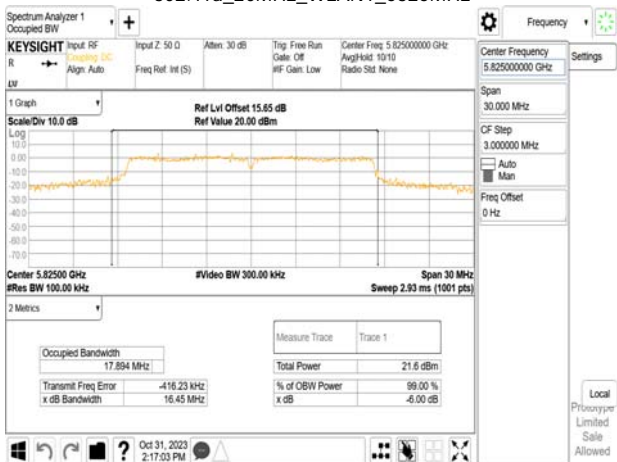 802.11a_20MHz_WLAN1_5825MHz
Spectrum Analyzer 1
Occupied BW
Frequency
KEYSIGHT
R
Input: RF
Coupling: DC
Align: Auto
Input Z: 50 Ω
Freq Ref: Int (S)
Atten: 30 dB
Trig: Free Run
Gate: Off
#IF Gain: Low
Center Freq: 5.825000000 GHz
Avg|Hold: 10/10
Radio Std: None
1 Graph
Scale/Div 10.0 dB
Ref Lvl Offset 15.65 dB
Ref Value 20.00 dBm
Log
10.0
0.00
-10.0
-20.0
-30.0
-40.0
-50.0
-60.0
-70.0
Center 5.82500 GHz
#Res BW 100.00 kHz
#Video BW 300.00 kHz
Span 30 MHz
Sweep 2.93 ms (1001 pts)
2 Metrics
Measure Trace
Trace 1
Occupied Bandwidth
17.894 MHz
Total Power
21.6 dBm
Transmit Freq Error
-416.23 kHz
% of OBW Power
99.00 %
x dB Bandwidth
16.45 MHz
x dB
-6.00 dB
Center Frequency
5.825000000 GHz
Settings
Span
30.000 MHz
CF Step
3.000000 MHz
Auto
Man
Freq Offset
0 Hz
Local
Prototype
Limited
Sale
Allowed
Oct 31, 2023
2:17:03 PM